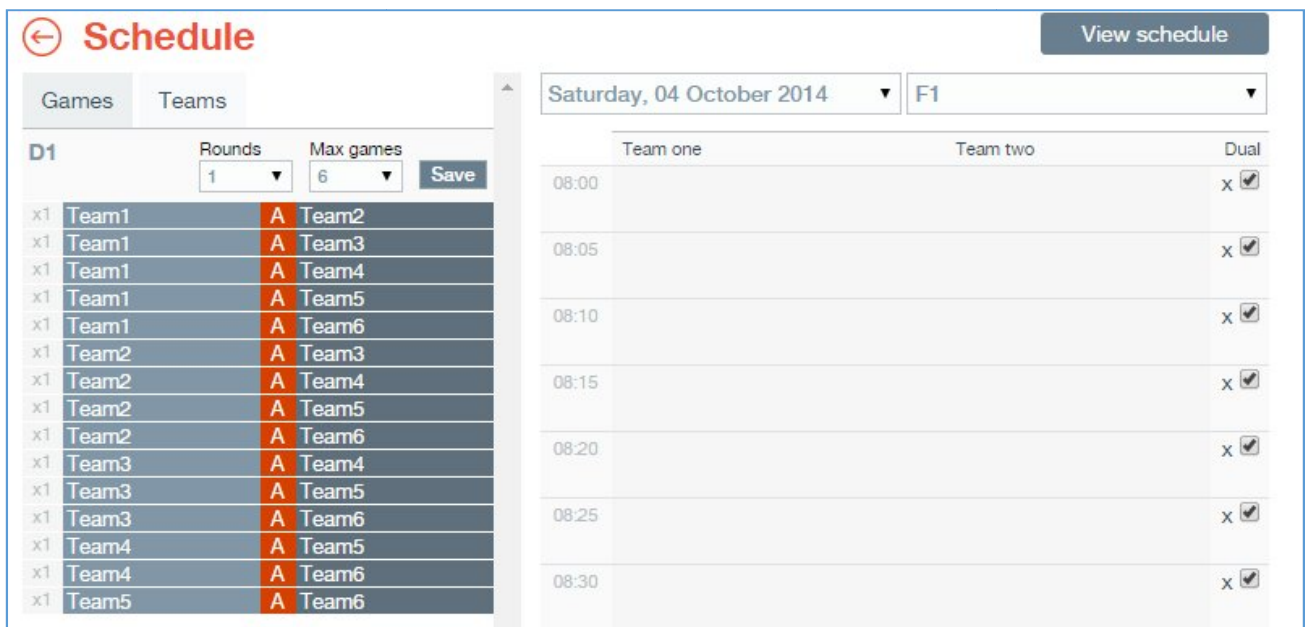 Schedule
View schedule
Games Teams
Saturday, 04 October 2014 F1
D1 Rounds Max games
1 6 Save
x1 Team1 A Team2
x1 Team1 A Team3
x1 Team1 A Team4
x1 Team1 A Team5
x1 Team1 A Team6
x1 Team2 A Team3
x1 Team2 A Team4
x1 Team2 A Team5
x1 Team2 A Team6
x1 Team3 A Team4
x1 Team3 A Team5
x1 Team3 A Team6
x1 Team4 A Team5
x1 Team4 A Team6
x1 Team5 A Team6
Team one Team two Dual
08:00 x
08:05 x
08:10 x
08:15 x
08:20 x
08:25 x
08:30 x